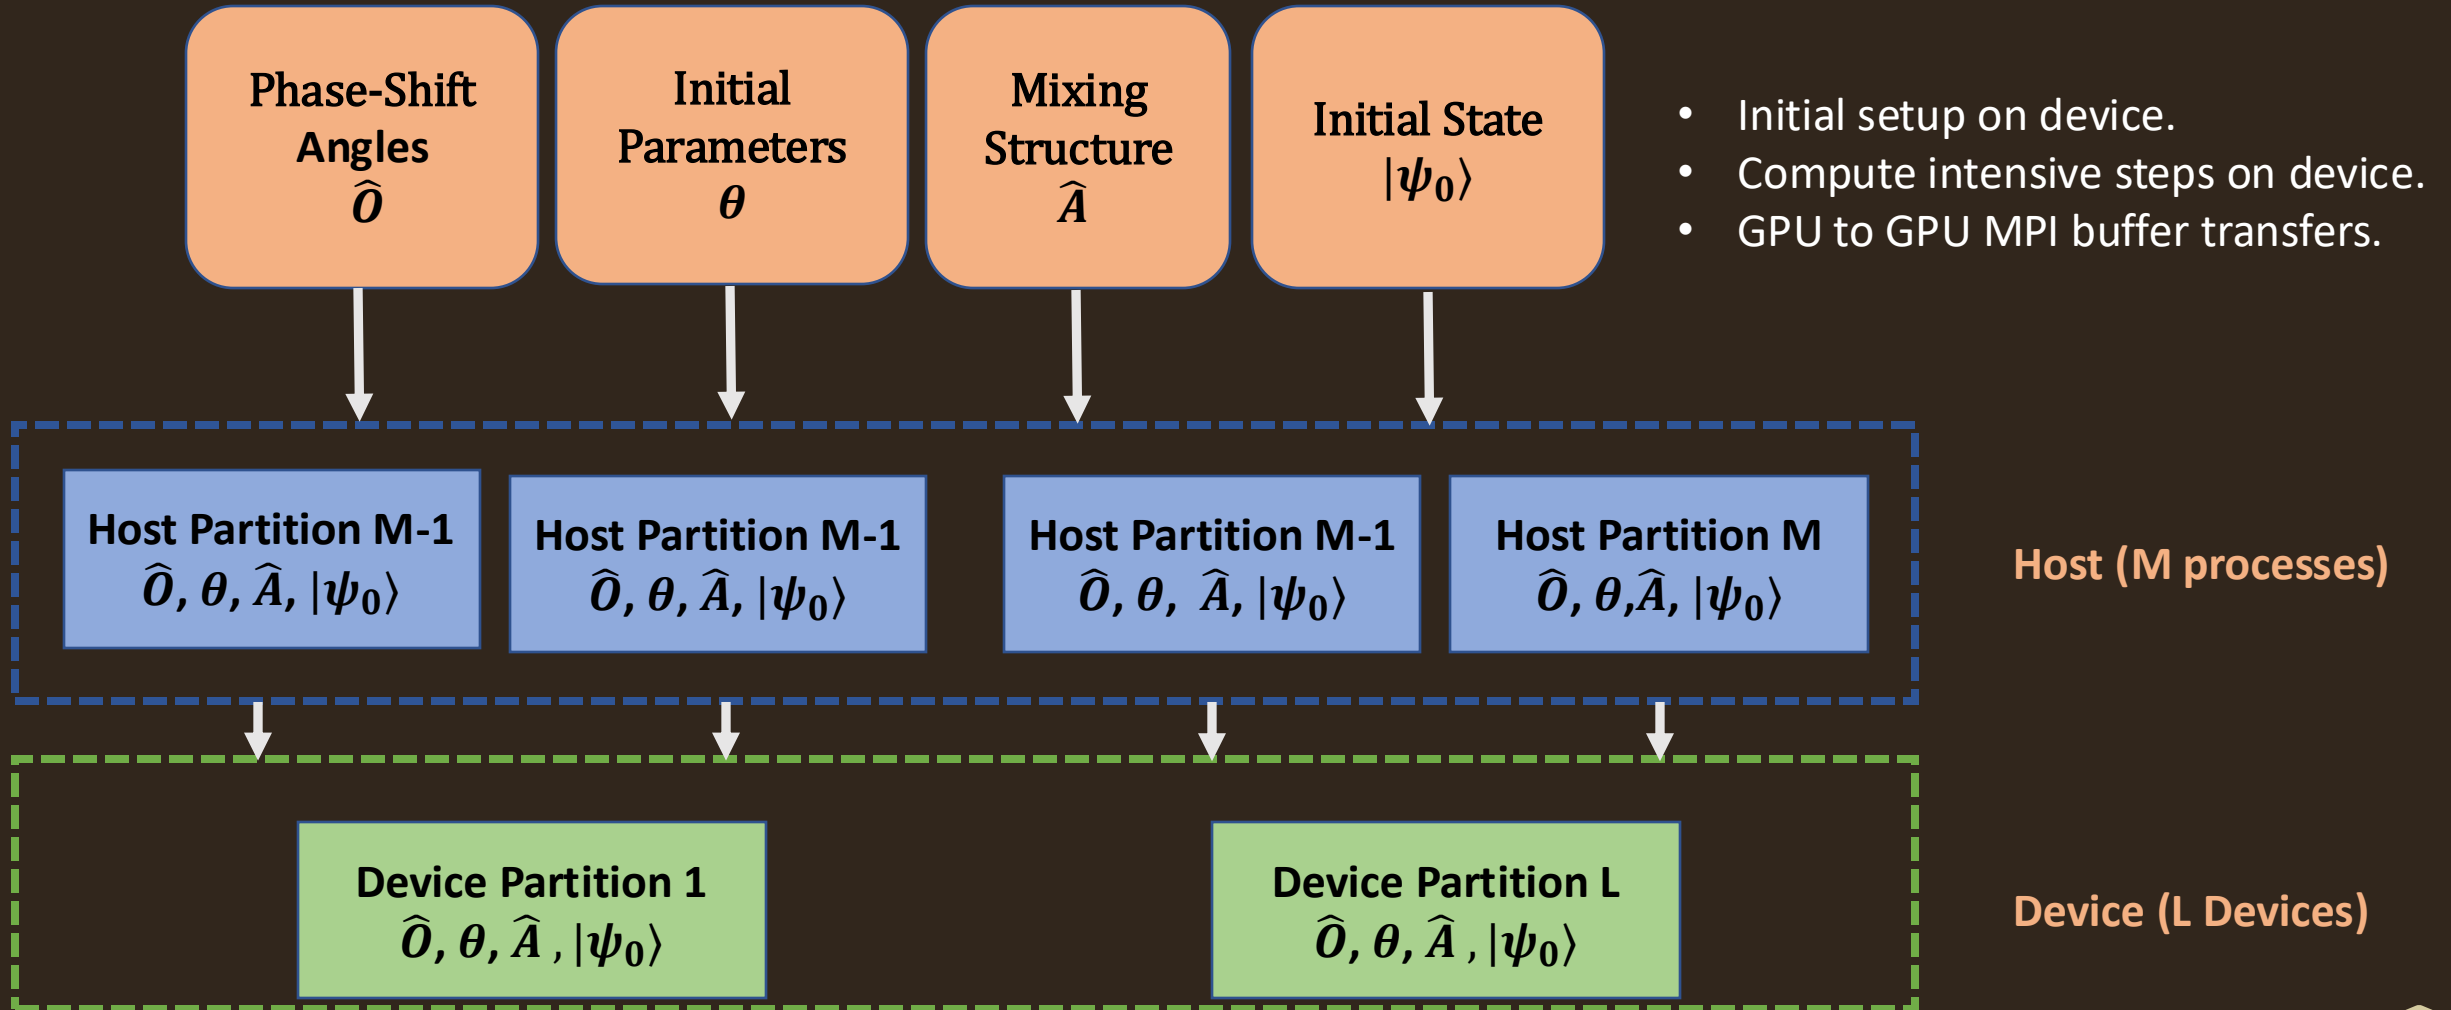 Phase-Shift
Angles
Ô
Initial
Parameters
θ
Mixing
Structure
Â
Initial State
|ψ₀⟩
• Initial setup on device.
• Compute intensive steps on device.
• GPU to GPU MPI buffer transfers.
Host Partition M-1
Ô, θ, Â, |ψ₀⟩
Host Partition M-1
Ô, θ, Â, |ψ₀⟩
Host Partition M-1
Ô, θ, Â, |ψ₀⟩
Host Partition M
Ô, θ,Â, |ψ₀⟩
Host (M processes)
Device Partition 1
Ô, θ, Â , |ψ₀⟩
Device Partition L
Ô, θ, Â , |ψ₀⟩
Device (L Devices)